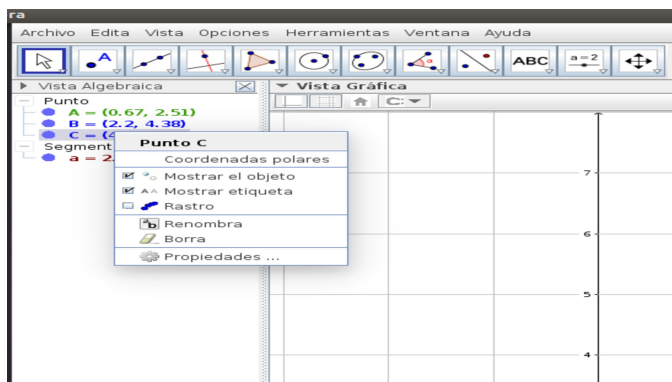 ra
Archivo Edita Vista Opciones Herramientas Ventana Ayuda
A ABC a=2
Vista Algebraica
Vista Gráfica
Punto
A = (0.67, 2.51)
B = (2.2, 4.38)
C = (4
Segment
a = 2.
Punto C
Coordenadas polares
Mostrar el objeto
AA Mostrar etiqueta
Rastro
ab Renombra
Borra
Propiedades ...
C:
7
6
5
4